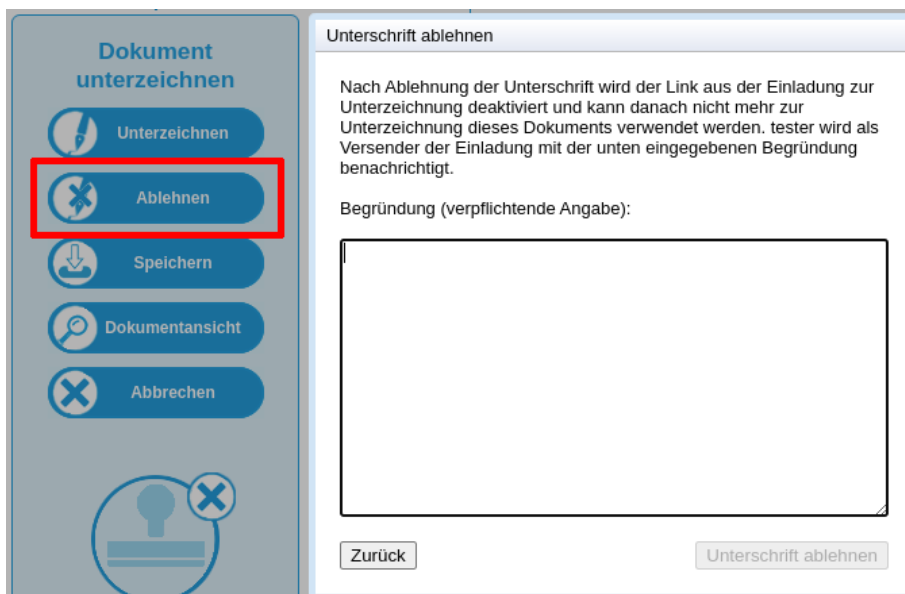 Dokument
unterzeichnen
Unterzeichnen
Ablehnen
Speichern
Dokumentansicht
Abbrechen
Unterschrift ablehnen
Nach Ablehnung der Unterschrift wird der Link aus der Einladung zur
Unterzeichnung deaktiviert und kann danach nicht mehr zur
Unterzeichnung dieses Dokuments verwendet werden. tester wird als
Versender der Einladung mit der unten eingegebenen Begründung
benachrichtigt.
Begründung (verpflichtende Angabe):
Zurück
Unterschrift ablehnen